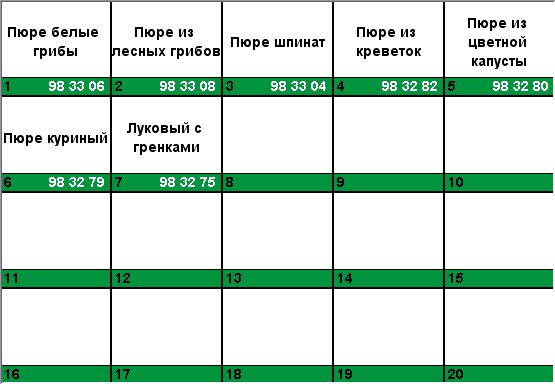 Пюре белые
грибы
1 98 33 06
Пюре из
лесных грибов
2 98 33 08
Пюре шпинат
3 98 33 04
Пюре из
креветок
4 98 32 82
Пюре из
цветной
капусты
5 98 32 80
Пюре куриный
6 98 32 79
Луковый с
гренками
7 98 32 75
8
9
10
11
12
13
14
15
16
17
18
19
20